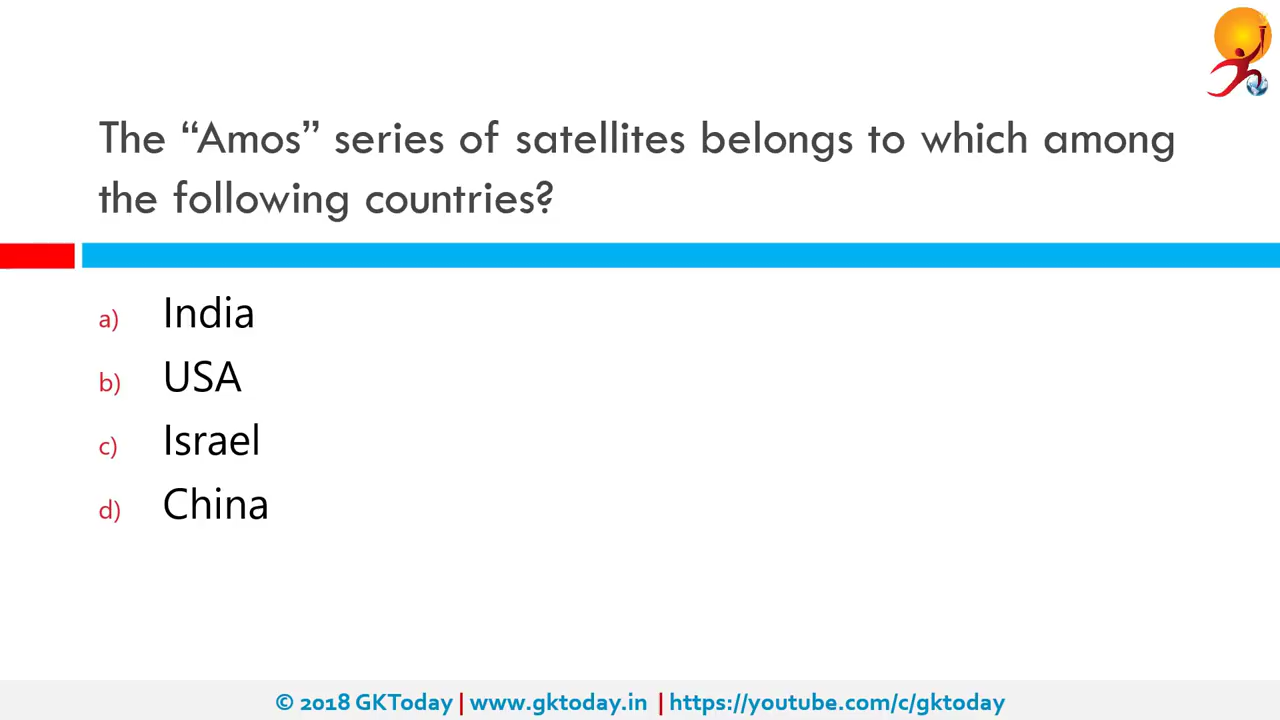 The “Amos” series of satellites belongs to which among
the following countries?
a) India
b) USA
c) Israel
d) China
© 2018 GKToday | www.gktoday.in | https://youtube.com/c/gktoday